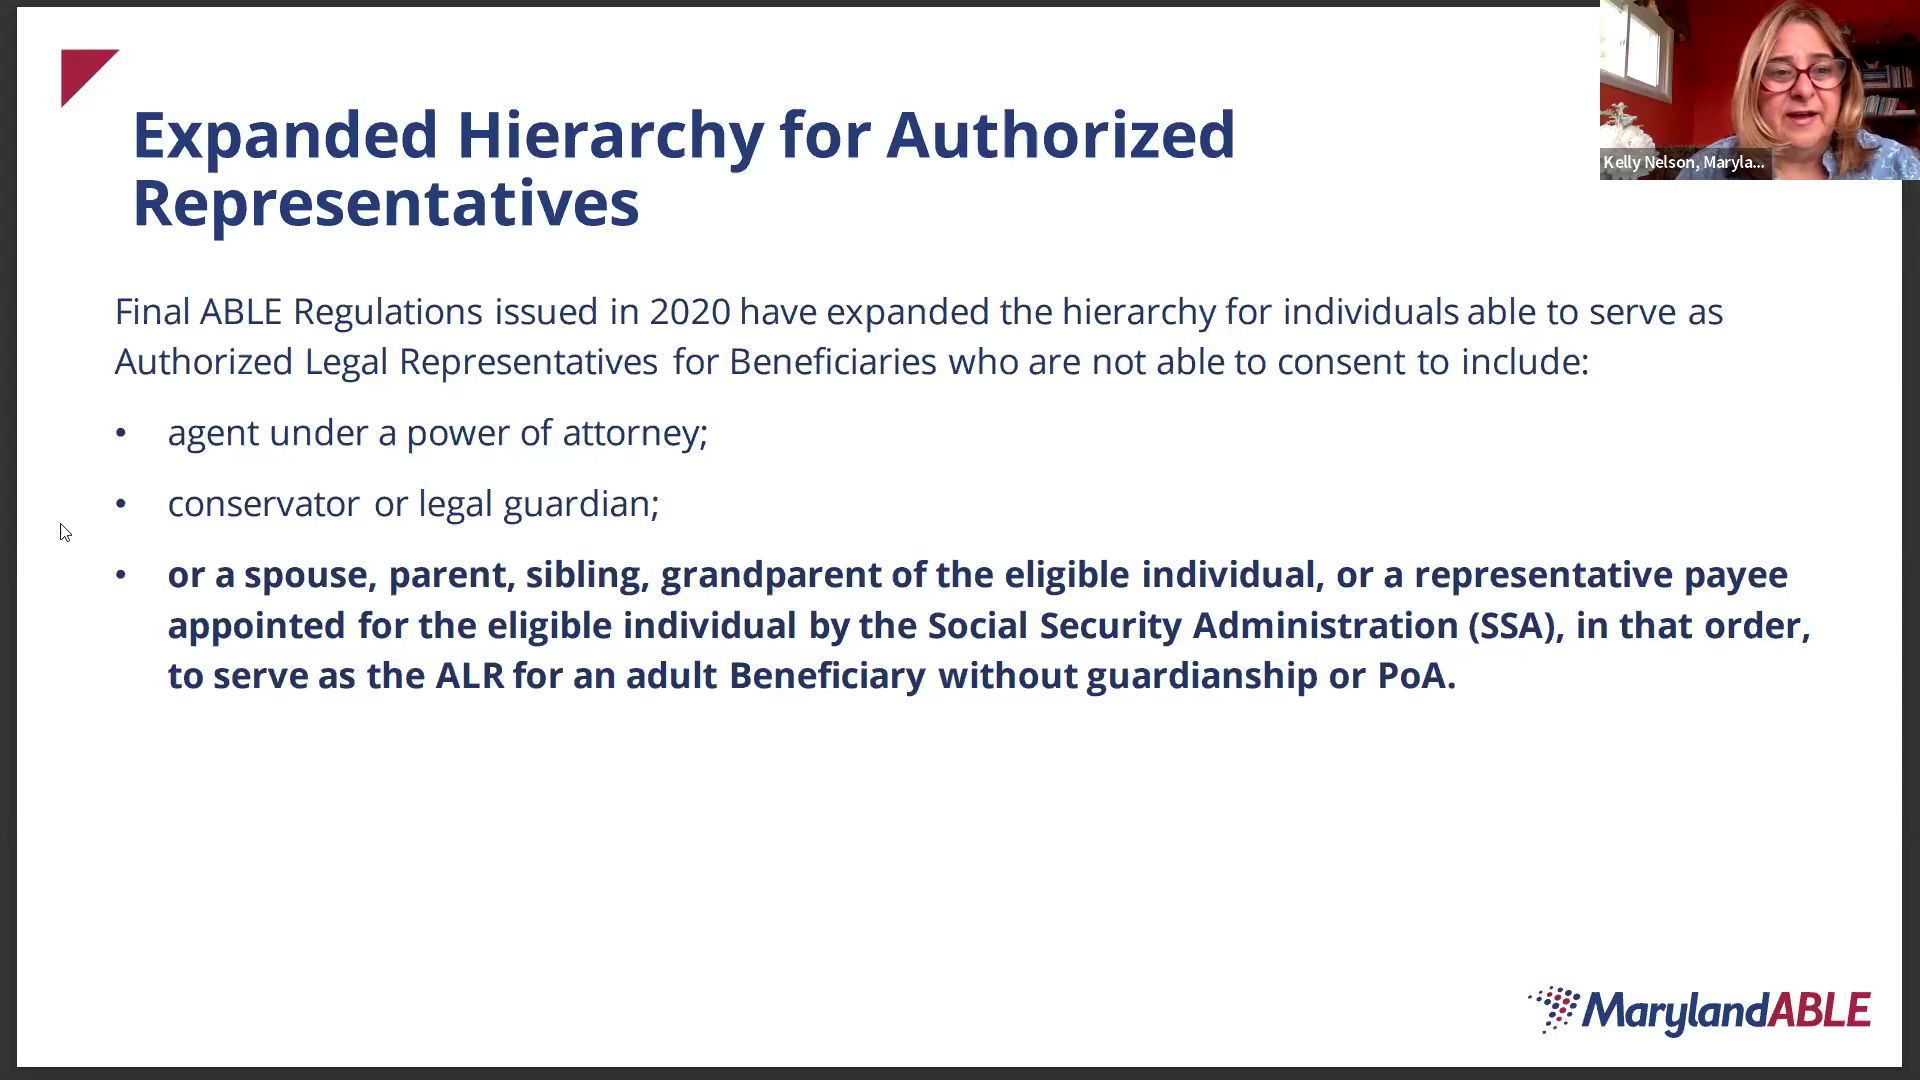 Expanded Hierarchy for Authorized
Representatives
Kelly Nelson, Maryla...
Final ABLE Regulations issued in 2020 have expanded the hierarchy for individuals able to serve as
Authorized Legal Representatives for Beneficiaries who are not able to consent to include:
• agent under a power of attorney;
• conservator or legal guardian;
• or a spouse, parent, sibling, grandparent of the eligible individual, or a representative payee
appointed for the eligible individual by the Social Security Administration (SSA), in that order,
to serve as the ALR for an adult Beneficiary without guardianship or PoA.
MarylandABLE